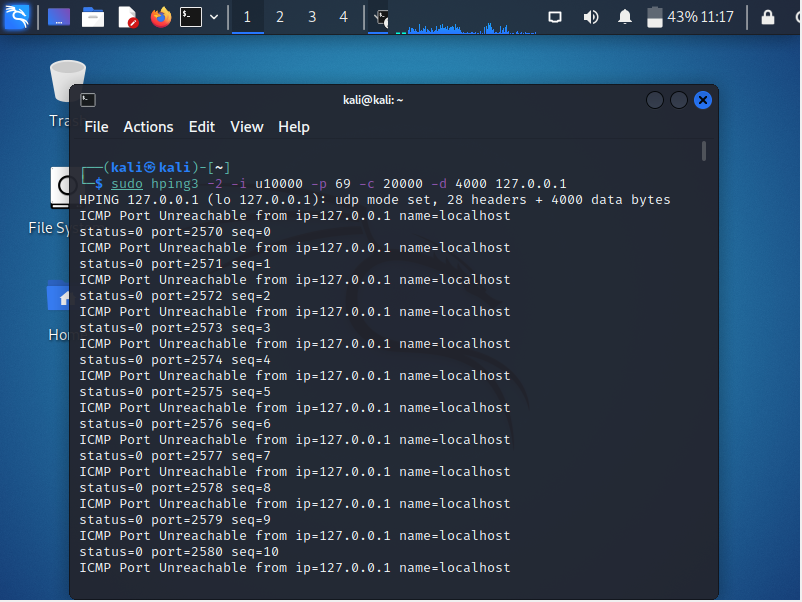 1 2 3 4 43% 11:17
kali@kali: ~
File Actions Edit View Help
Tra
File Sy
Ho
┌──(kali㉿kali)-[~]
└─$ sudo hping3 -2 -i u10000 -p 69 -c 20000 -d 4000 127.0.0.1
HPING 127.0.0.1 (lo 127.0.0.1): udp mode set, 28 headers + 4000 data bytes
ICMP Port Unreachable from ip=127.0.0.1 name=localhost
status=0 port=2570 seq=0
ICMP Port Unreachable from ip=127.0.0.1 name=localhost
status=0 port=2571 seq=1
ICMP Port Unreachable from ip=127.0.0.1 name=localhost
status=0 port=2572 seq=2
ICMP Port Unreachable from ip=127.0.0.1 name=localhost
status=0 port=2573 seq=3
ICMP Port Unreachable from ip=127.0.0.1 name=localhost
status=0 port=2574 seq=4
ICMP Port Unreachable from ip=127.0.0.1 name=localhost
status=0 port=2575 seq=5
ICMP Port Unreachable from ip=127.0.0.1 name=localhost
status=0 port=2576 seq=6
ICMP Port Unreachable from ip=127.0.0.1 name=localhost
status=0 port=2577 seq=7
ICMP Port Unreachable from ip=127.0.0.1 name=localhost
status=0 port=2578 seq=8
ICMP Port Unreachable from ip=127.0.0.1 name=localhost
status=0 port=2579 seq=9
ICMP Port Unreachable from ip=127.0.0.1 name=localhost
status=0 port=2580 seq=10
ICMP Port Unreachable from ip=127.0.0.1 name=localhost